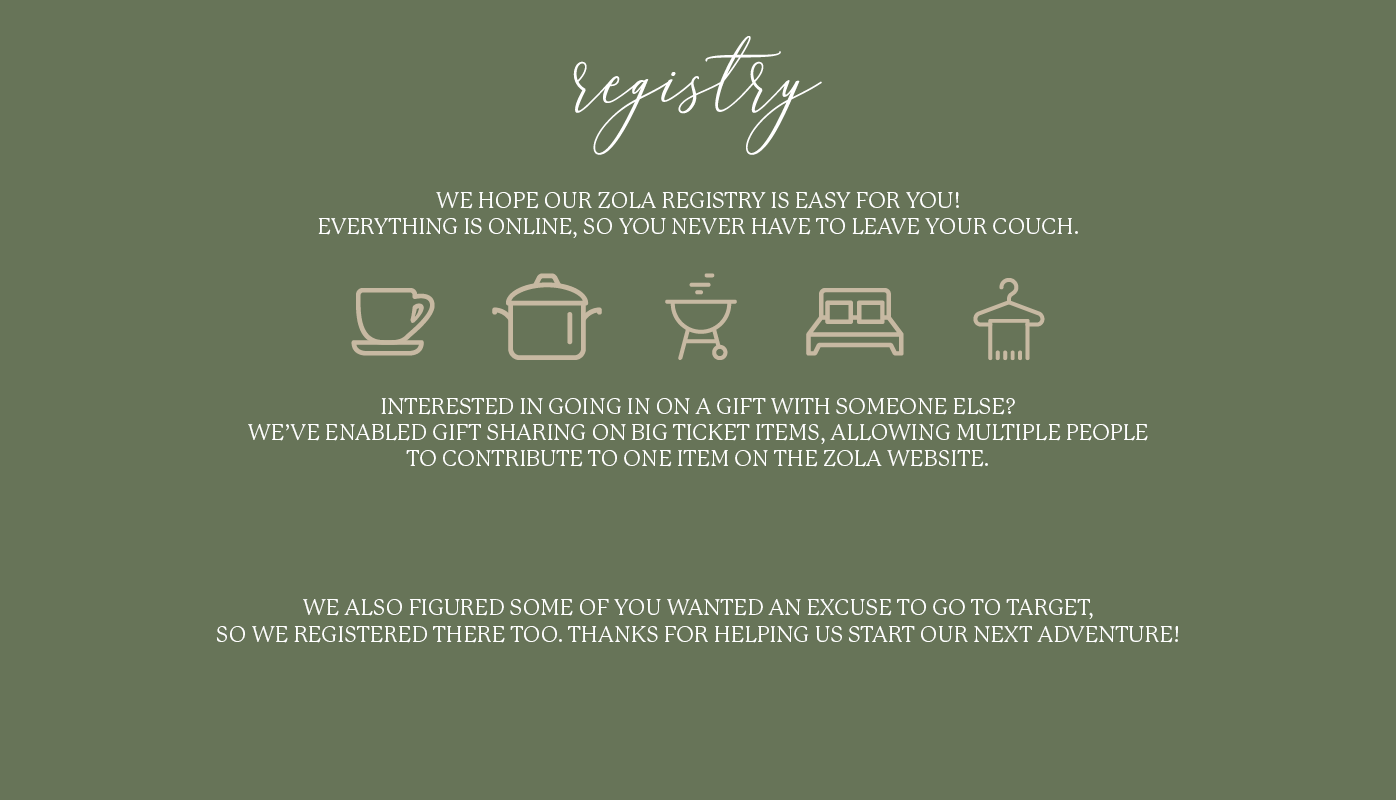 registry
WE HOPE OUR ZOLA REGISTRY IS EASY FOR YOU!
EVERYTHING IS ONLINE, SO YOU NEVER HAVE TO LEAVE YOUR COUCH.
INTERESTED IN GOING IN ON A GIFT WITH SOMEONE ELSE?
WE’VE ENABLED GIFT SHARING ON BIG TICKET ITEMS, ALLOWING MULTIPLE PEOPLE
TO CONTRIBUTE TO ONE ITEM ON THE ZOLA WEBSITE.
WE ALSO FIGURED SOME OF YOU WANTED AN EXCUSE TO GO TO TARGET,
SO WE REGISTERED THERE TOO. THANKS FOR HELPING US START OUR NEXT ADVENTURE!